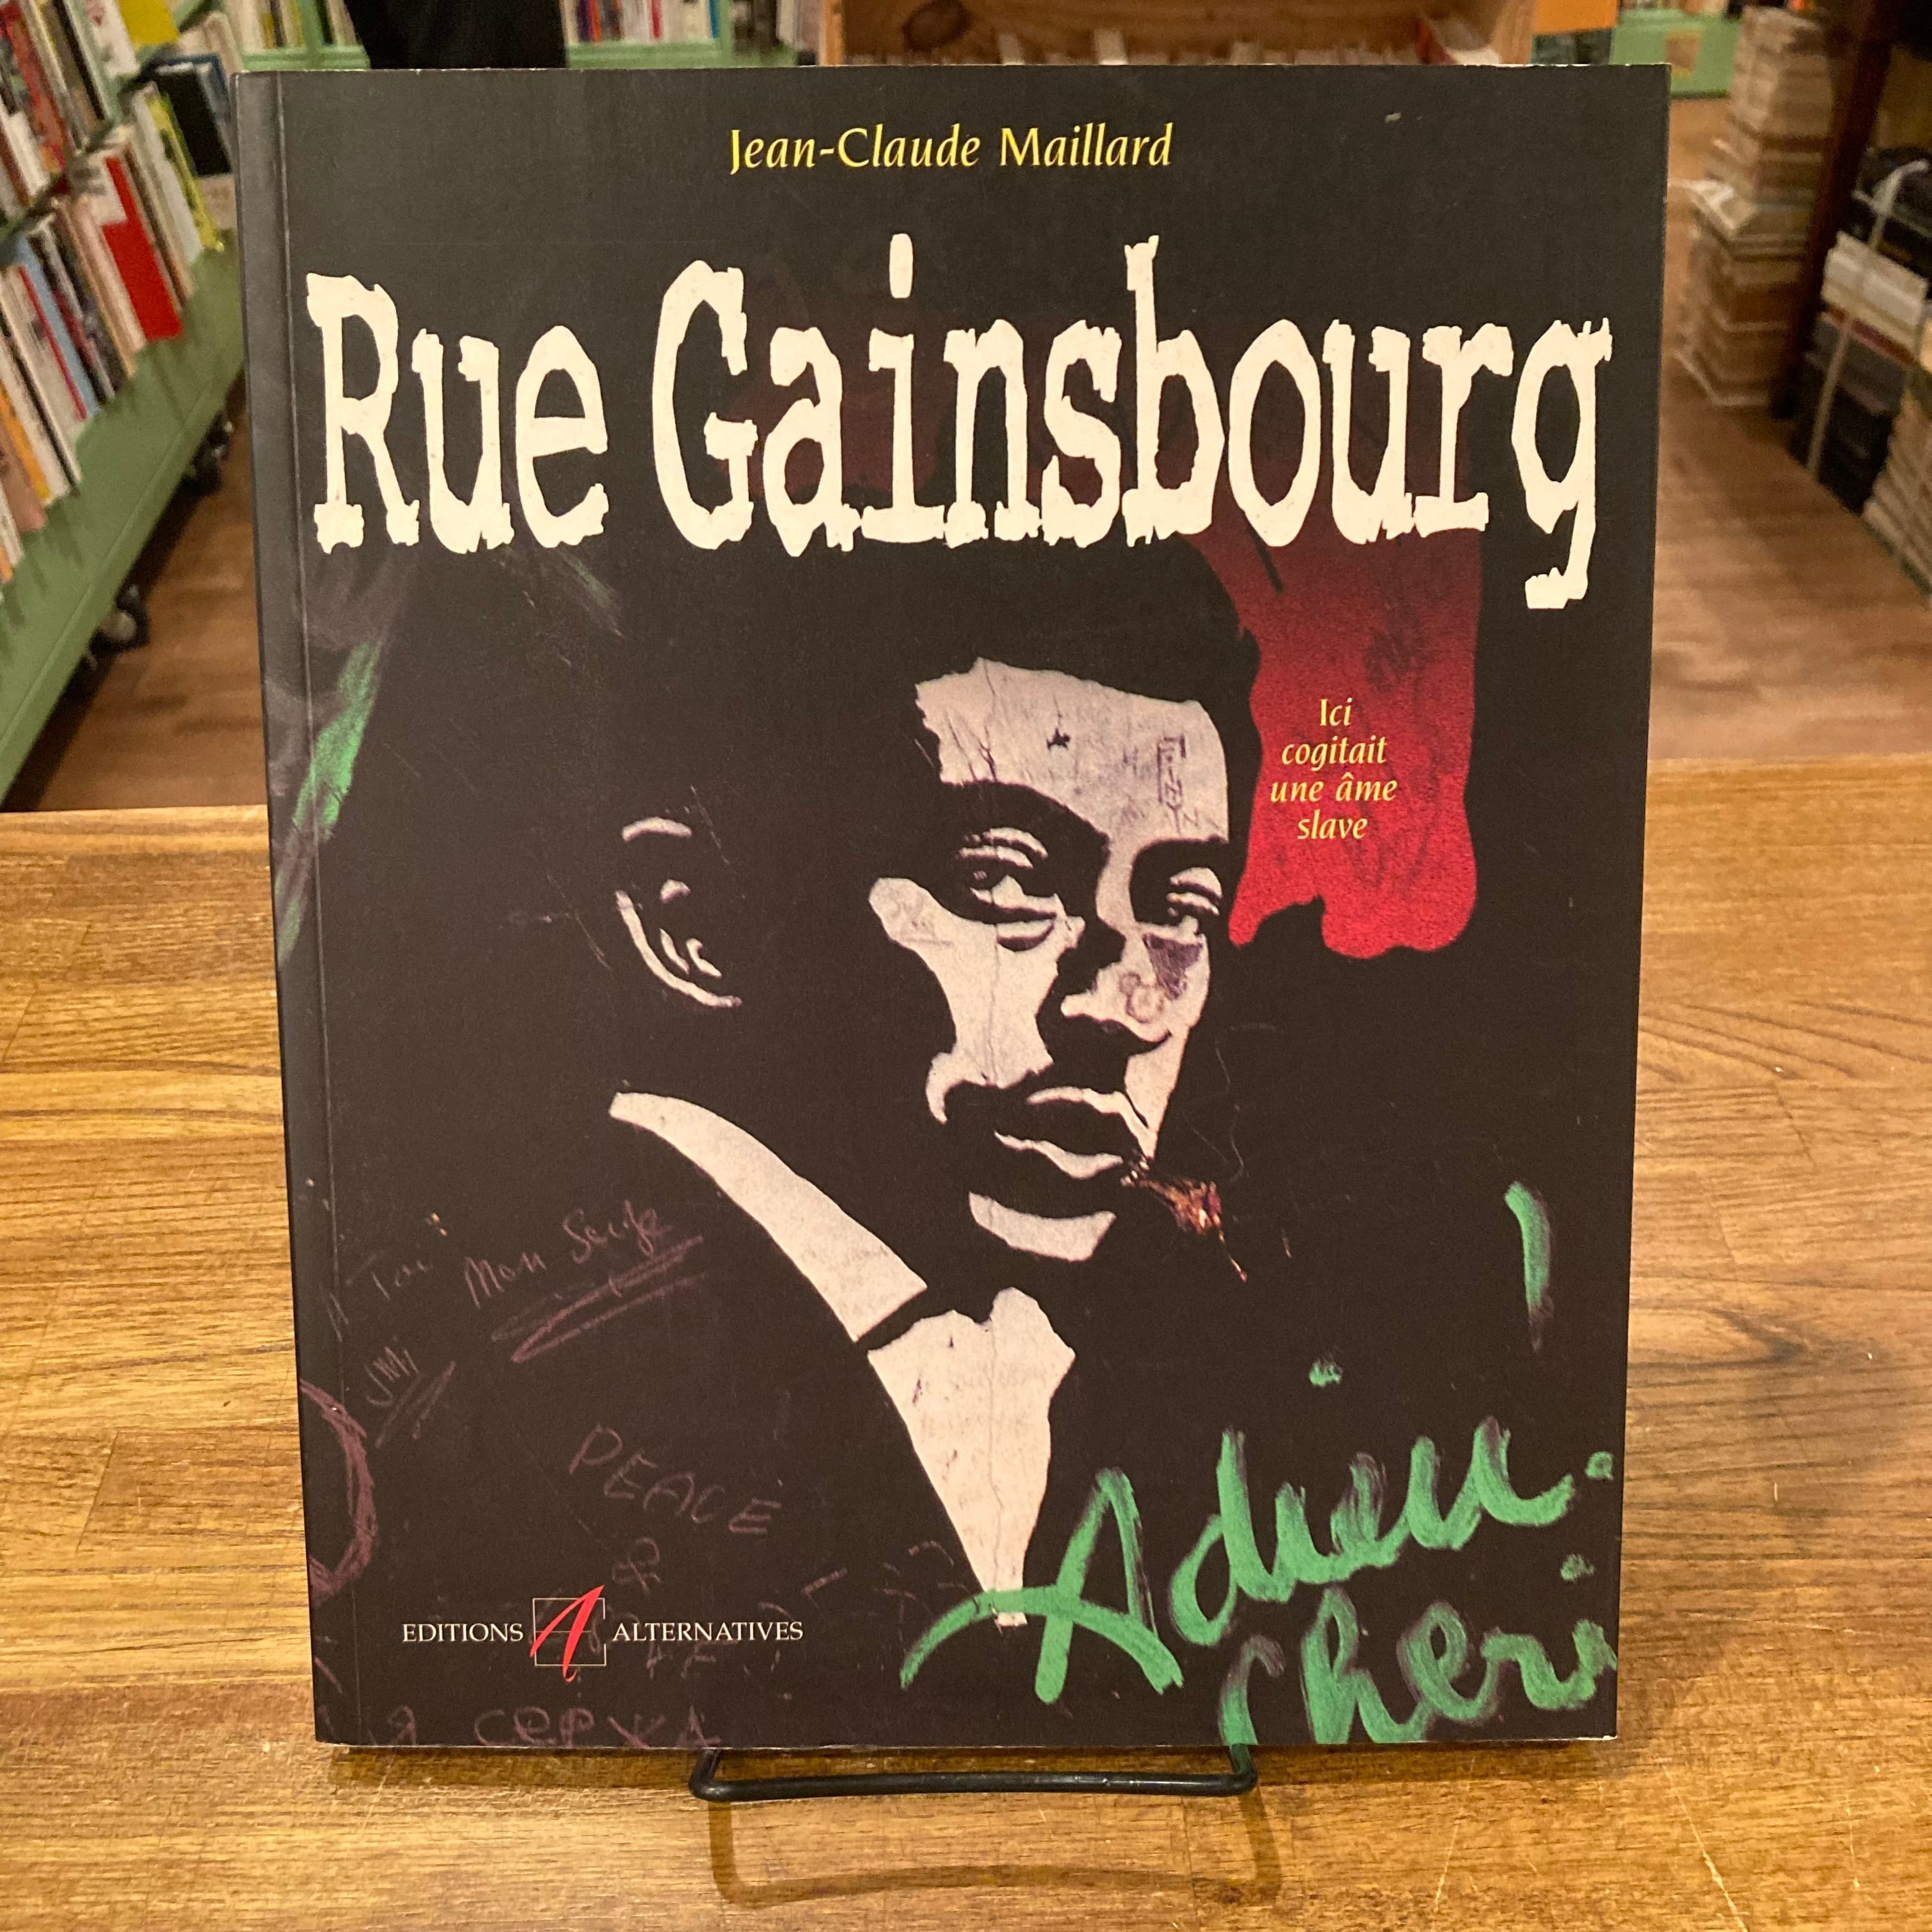 Jean-Claude Maillard
Rue Gainsbourg
Ici
cogitait
une âme
slave
Toi
Mon Serge
PEACE
&
Adieu
cheri
EDITIONS ALTERNATIVES